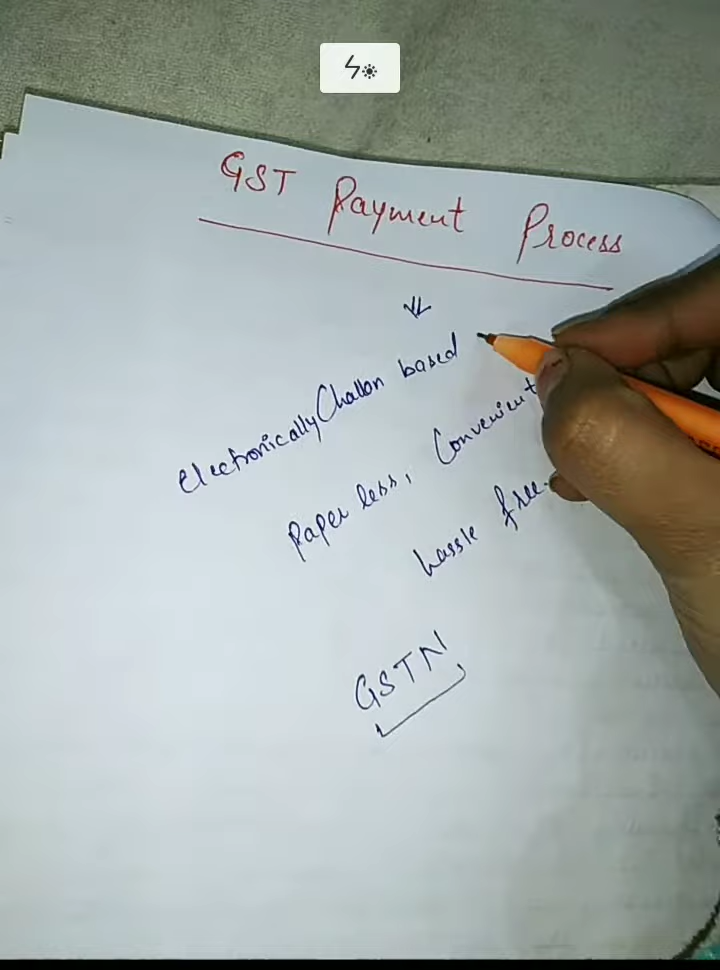 GST Payment Process
Electronically Challan based
Paper less, Convenient
hassle free.
GSTN